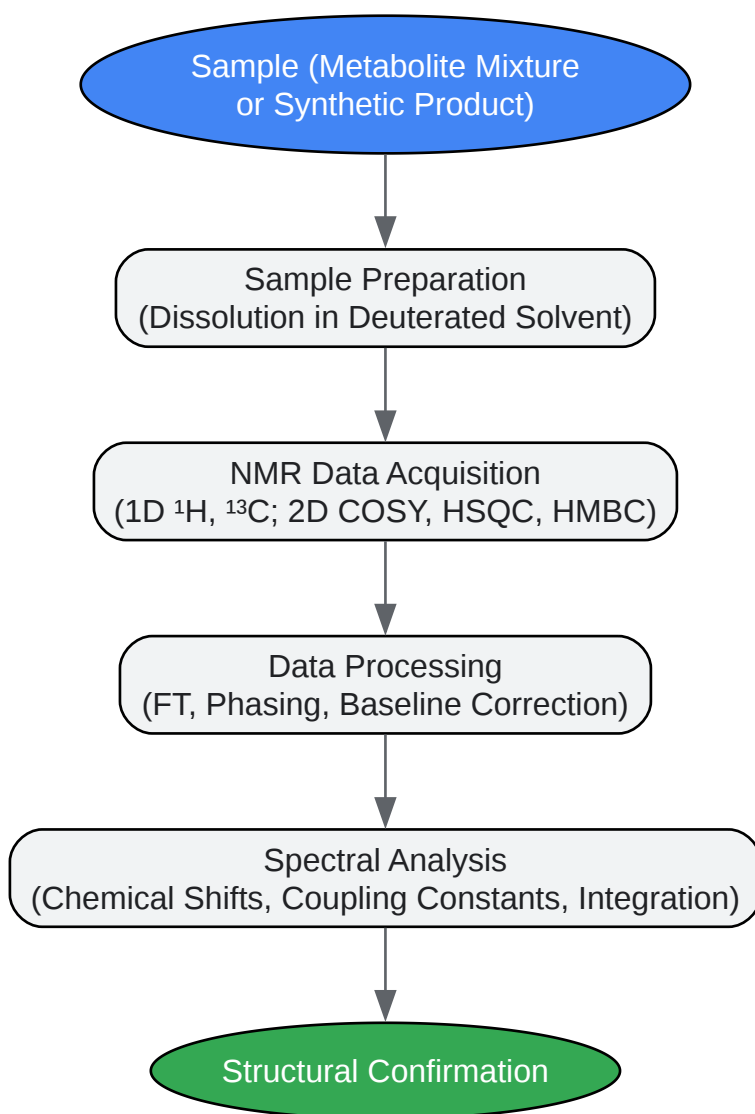 Sample (Metabolite Mixture
or Synthetic Product)
Sample Preparation
(Dissolution in Deuterated Solvent)
NMR Data Acquisition
(1D ¹H, ¹³C; 2D COSY, HSQC, HMBC)
Data Processing
(FT, Phasing, Baseline Correction)
Spectral Analysis
(Chemical Shifts, Coupling Constants, Integration)
Structural Confirmation